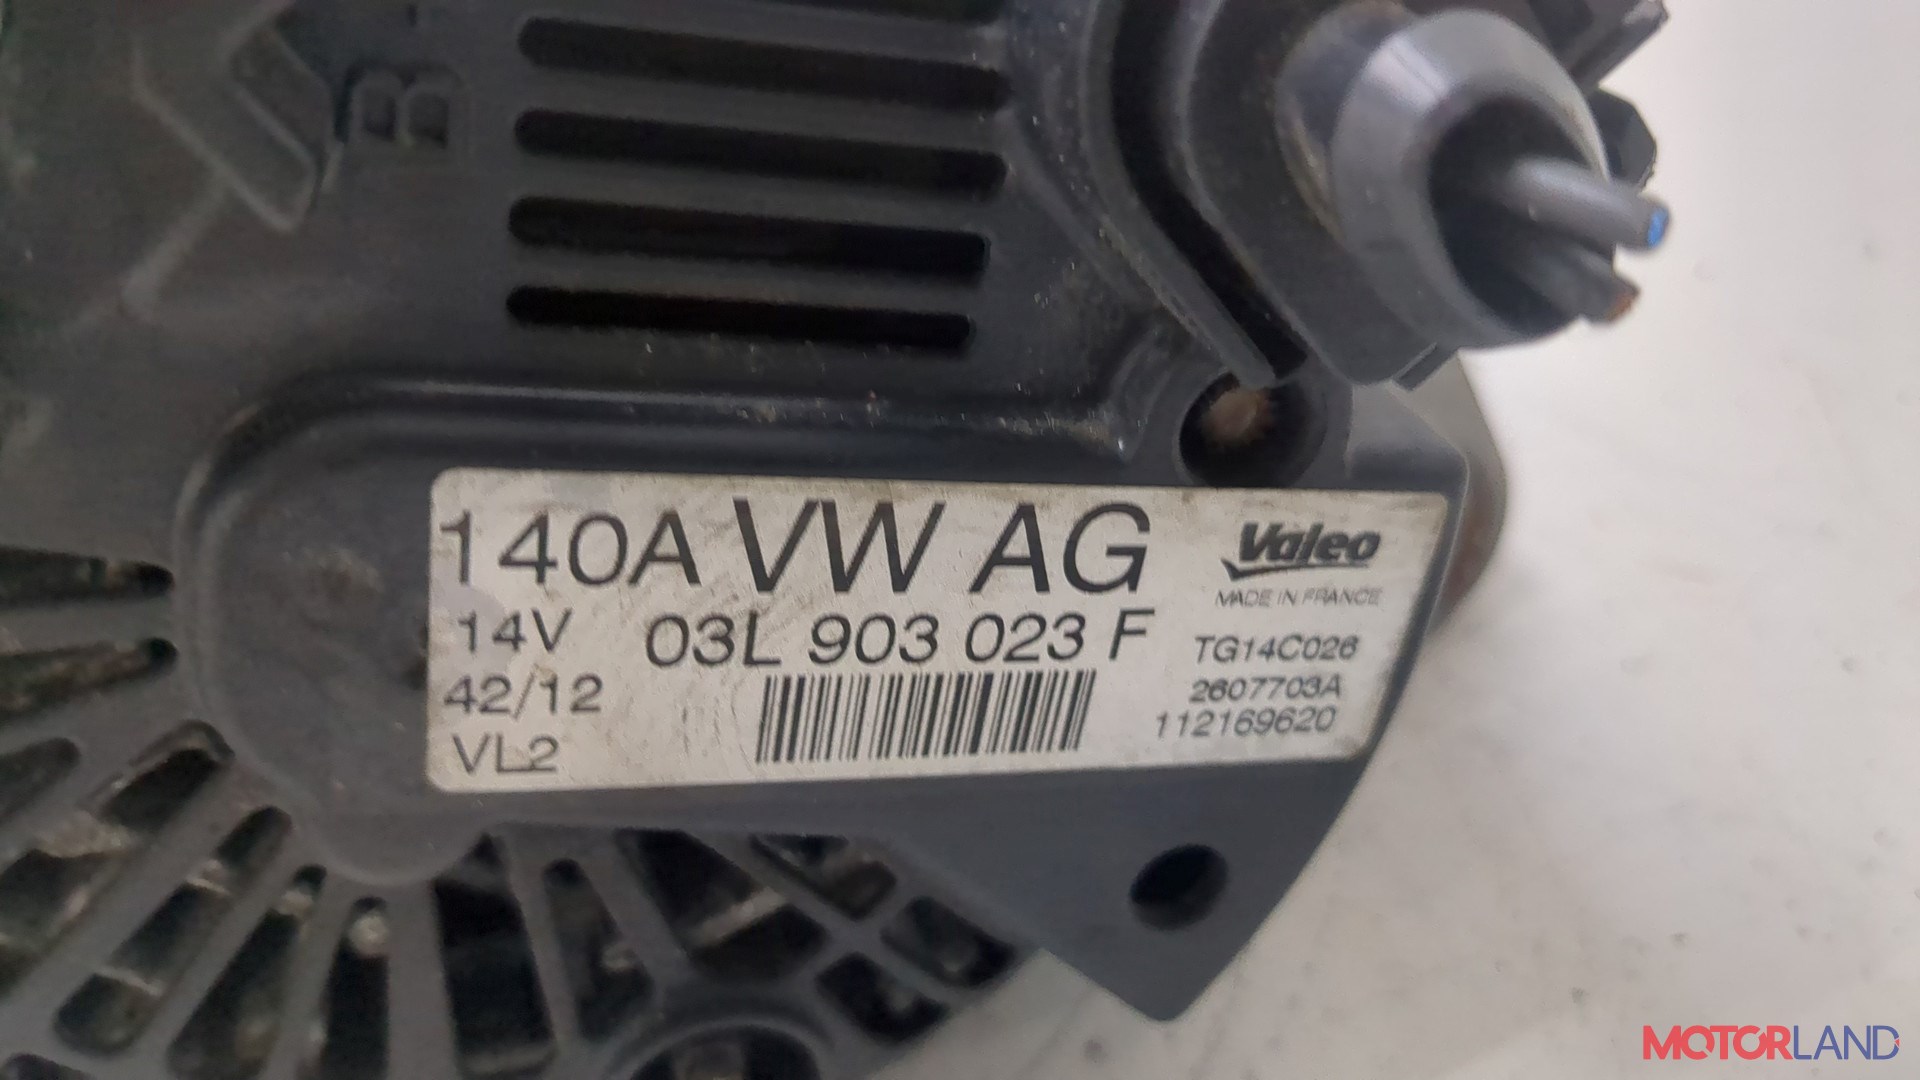 B+
140A VW AG
14V 03L 903 023 F
42/12
VL2
Valeo
MADE IN FRANCE
TG14C026
2607703A
112169620
MOTORLAND